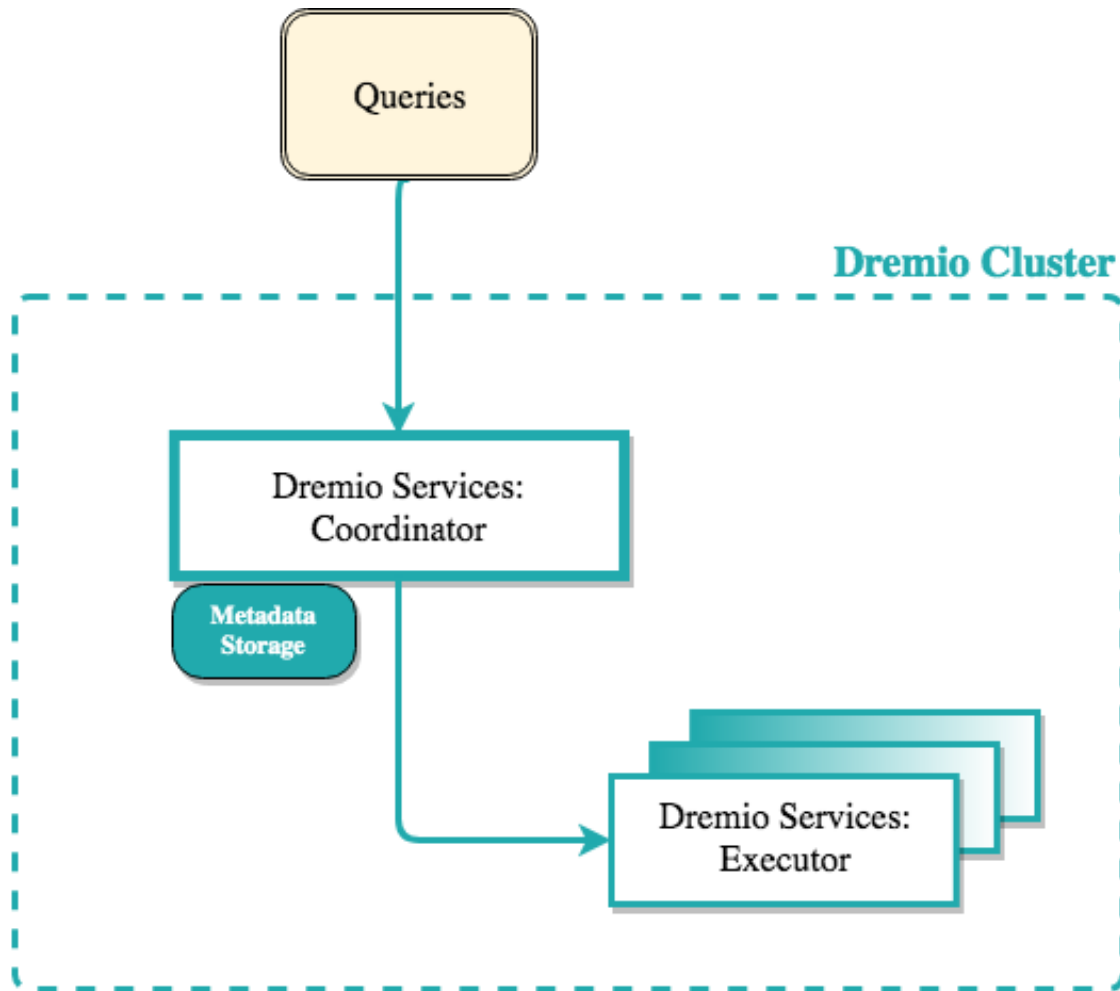 Queries
Dremio Cluster
Dremio Services:
Coordinator
Metadata
Storage
Dremio Services:
Executor